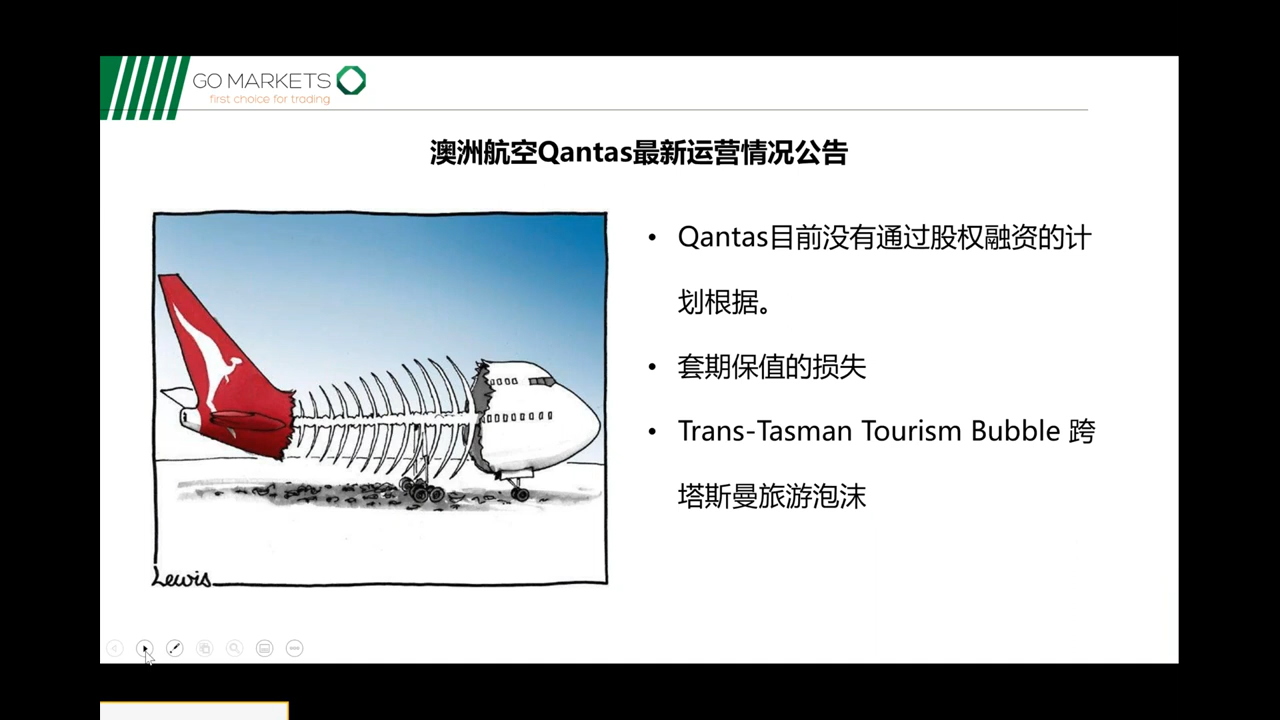 GO MARKETS
first choice for trading
澳洲航空Qantas最新运营情况公告
• Qantas目前没有通过股权融资的计
划根据。
• 套期保值的损失
• Trans-Tasman Tourism Bubble 跨
塔斯曼旅游泡沫
Lewis